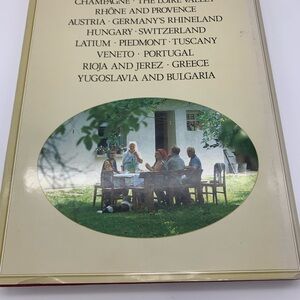 CHAMPAGNE · THE LOIRE VALLEY
RHÔNE AND PROVENCE
AUSTRIA · GERMANY'S RHINELAND
HUNGARY · SWITZERLAND
LATIUM · PIEDMONT · TUSCANY
VENETO · PORTUGAL
RIOJA AND JEREZ · GREECE
YUGOSLAVIA AND BULGARIA